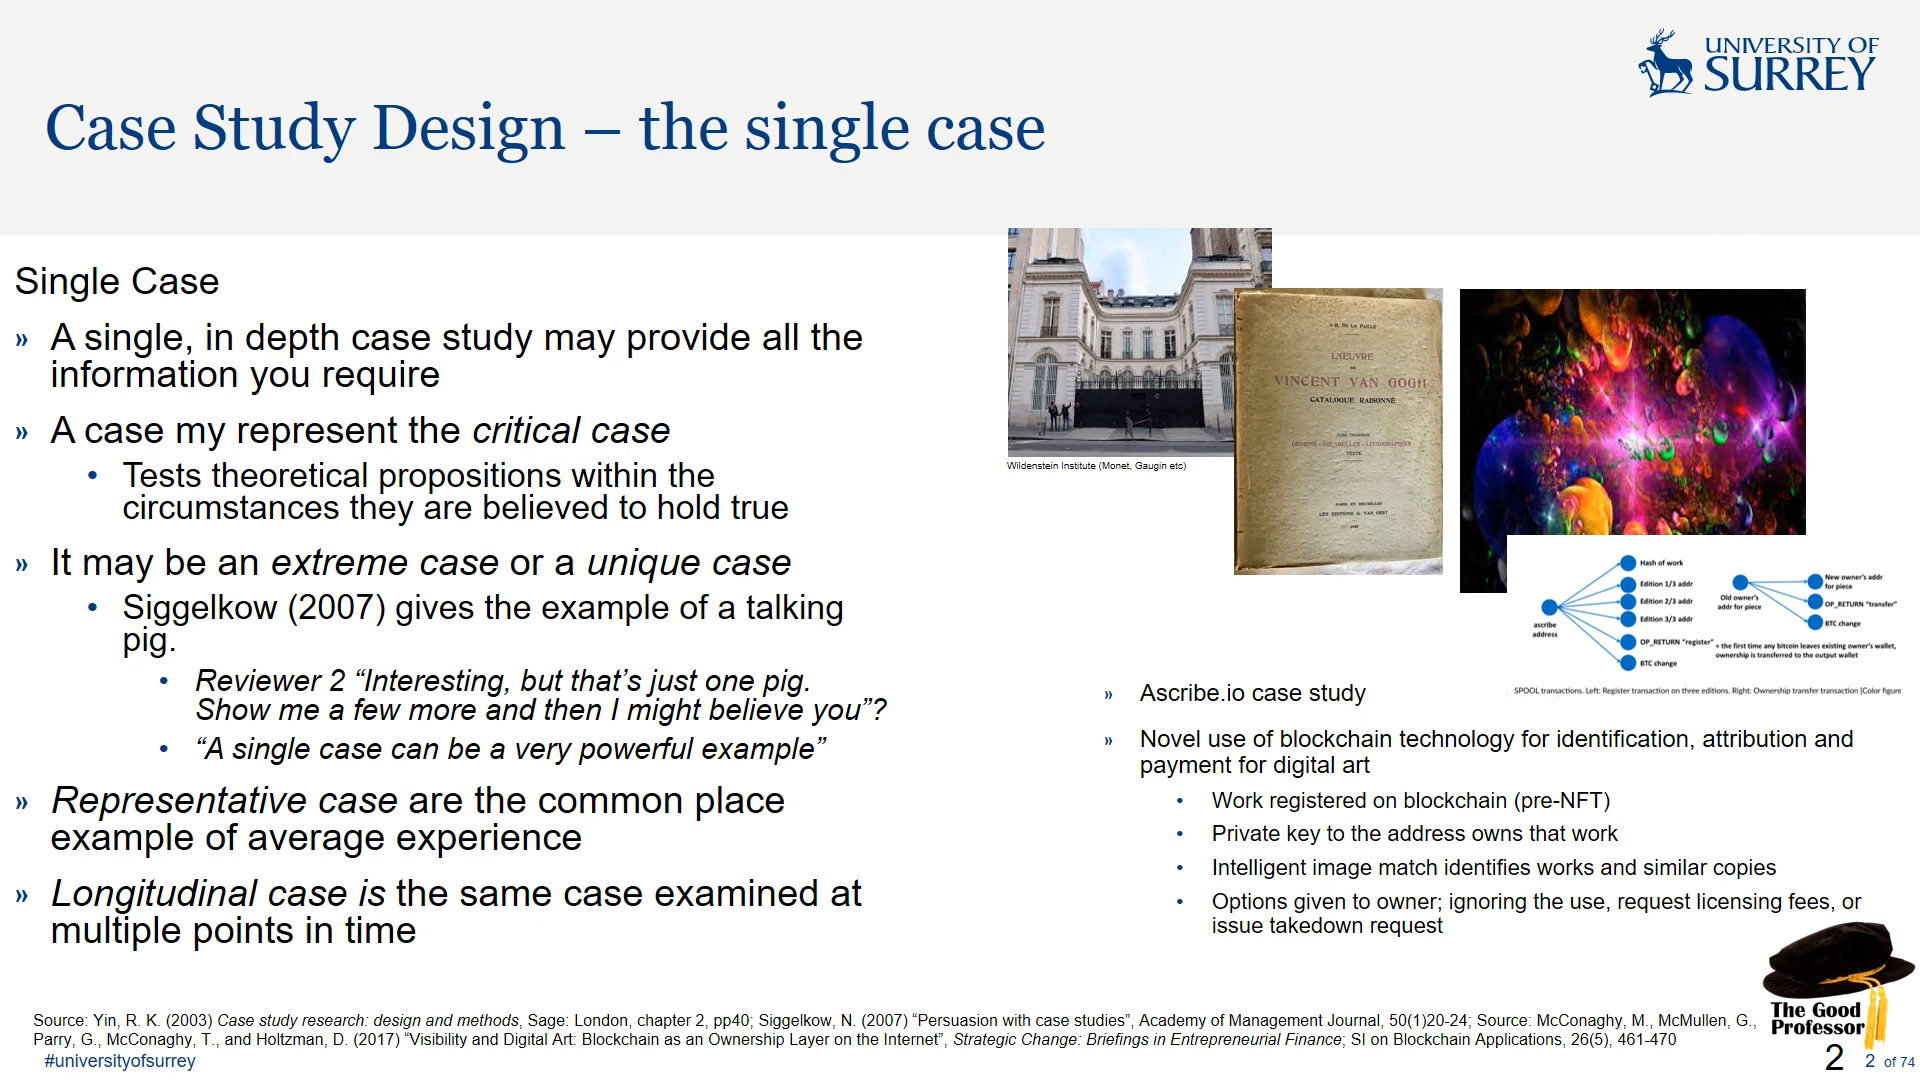 UNIVERSITY OF
SURREY
Case Study Design – the single case
Single Case
» A single, in depth case study may provide all the
information you require
» A case my represent the critical case
• Tests theoretical propositions within the
circumstances they are believed to hold true
» It may be an extreme case or a unique case
• Siggelkow (2007) gives the example of a talking
pig.
• Reviewer 2 “Interesting, but that’s just one pig.
Show me a few more and then I might believe you”?
• “A single case can be a very powerful example”
» Representative case are the common place
example of average experience
» Longitudinal case is the same case examined at
multiple points in time
Wildenstein Institute (Monet, Gaugin etc)
J.-B. DE LA FAILLE
L'ŒUVRE
DE
VINCENT VAN GOGH
CATALOGUE RAISONNÉ
DESSINS - AQUARELLES - LITHOGRAPHIES
TEXTE
PARIS ET BRUXELLES
LES EDITIONS G. VAN OEST
1928
ascribe
address
Hash of work
Edition 1/3 addr
Edition 2/3 addr
Edition 3/3 addr
OP_RETURN “register”
BTC change
Old owner’s
addr for piece
New owner’s addr
for piece
OP_RETURN “transfer”
BTC change
= the first time any bitcoin leaves existing owner’s wallet,
ownership is transferred to the output wallet
SPOOL transactions. Left: Register transaction on three editions. Right: Ownership transfer transaction [Color figure
» Ascribe.io case study
» Novel use of blockchain technology for identification, attribution and
payment for digital art
• Work registered on blockchain (pre-NFT)
• Private key to the address owns that work
• Intelligent image match identifies works and similar copies
• Options given to owner; ignoring the use, request licensing fees, or
issue takedown request
The Good
Professor
Source: Yin, R. K. (2003) Case study research: design and methods, Sage: London, chapter 2, pp40; Siggelkow, N. (2007) “Persuasion with case studies”, Academy of Management Journal, 50(1)20-24; Source: McConaghy, M., McMullen, G.,
Parry, G., McConaghy, T., and Holtzman, D. (2017) “Visibility and Digital Art: Blockchain as an Ownership Layer on the Internet”, Strategic Change: Briefings in Entrepreneurial Finance; SI on Blockchain Applications, 26(5), 461-470
#universityofsurrey
2
2 of 74